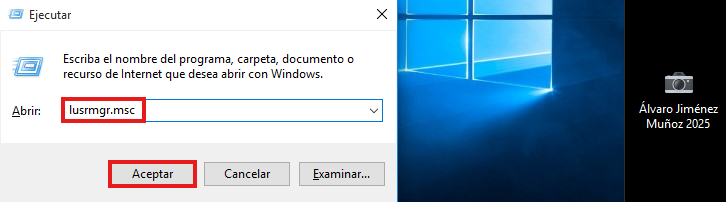 Ejecutar
Escriba el nombre del programa, carpeta, documento o
recurso de Internet que desea abrir con Windows.
Abrir:
lusrmgr.msc
Aceptar
Cancelar
Examinar...
Álvaro Jiménez
Muñoz 2025